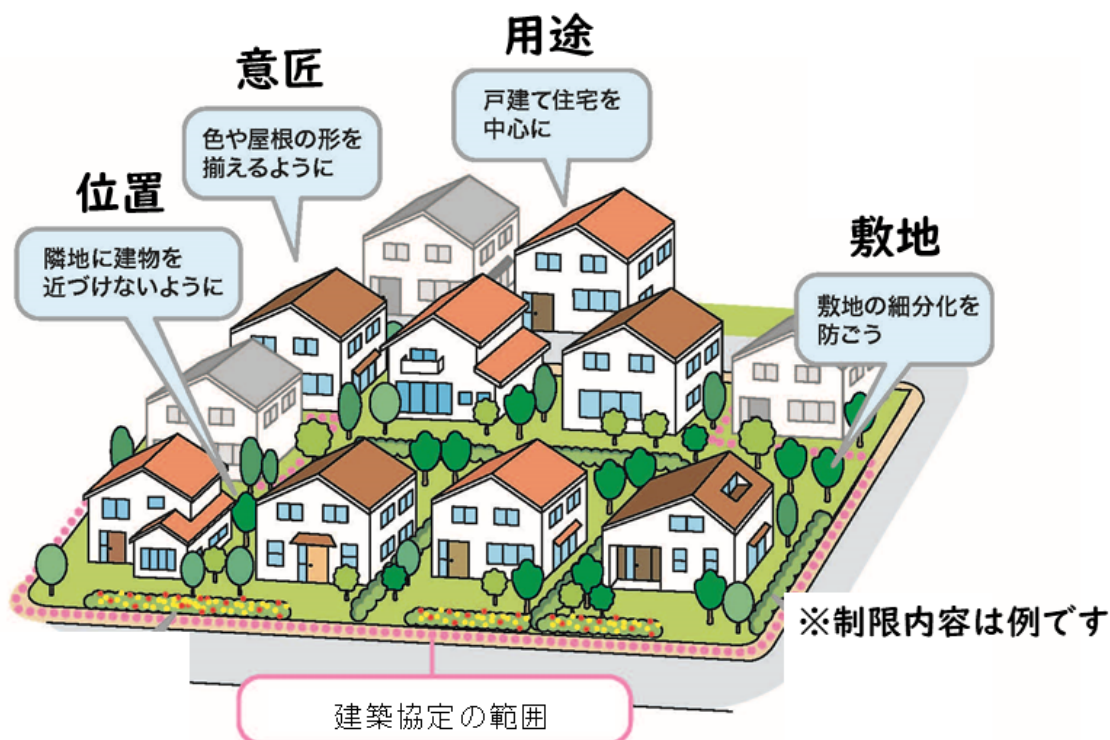 用途
戸建て住宅を
中心に
意匠
色や屋根の形を
揃えるように
位置
隣地に建物を
近づけないように
敷地
敷地の細分化を
防ごう
※制限内容は例です
建築協定の範囲